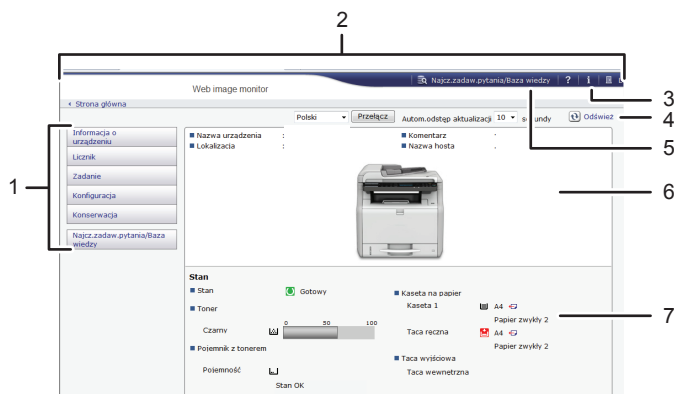 2
Najcz.zadaw.pytania/Baza wiedzy ? i
Web image monitor
Strona główna
3
Polski Przełącz Autom.odstęp aktualizacji 10 sekundy Odśwież
4
Informacja o urządzeniu
Licznik
Zadanie
Konfiguracja
Konserwacja
Najcz.zadaw.pytania/Baza wiedzy
1
Nazwa urządzenia :
Lokalizacja :
Komentarz
Nazwa hosta
5
6
Stan
Stan Gotowy
Toner
0 50 100
Czarny
Pojemnik z tonerem
Pojemność
Stan OK
Kaseta na papier
Kaseta 1 A4
Papier zwykły 2
Taca ręczna A4
Papier zwykły 2
Taca wyjściowa
Taca wewnętrzna
7